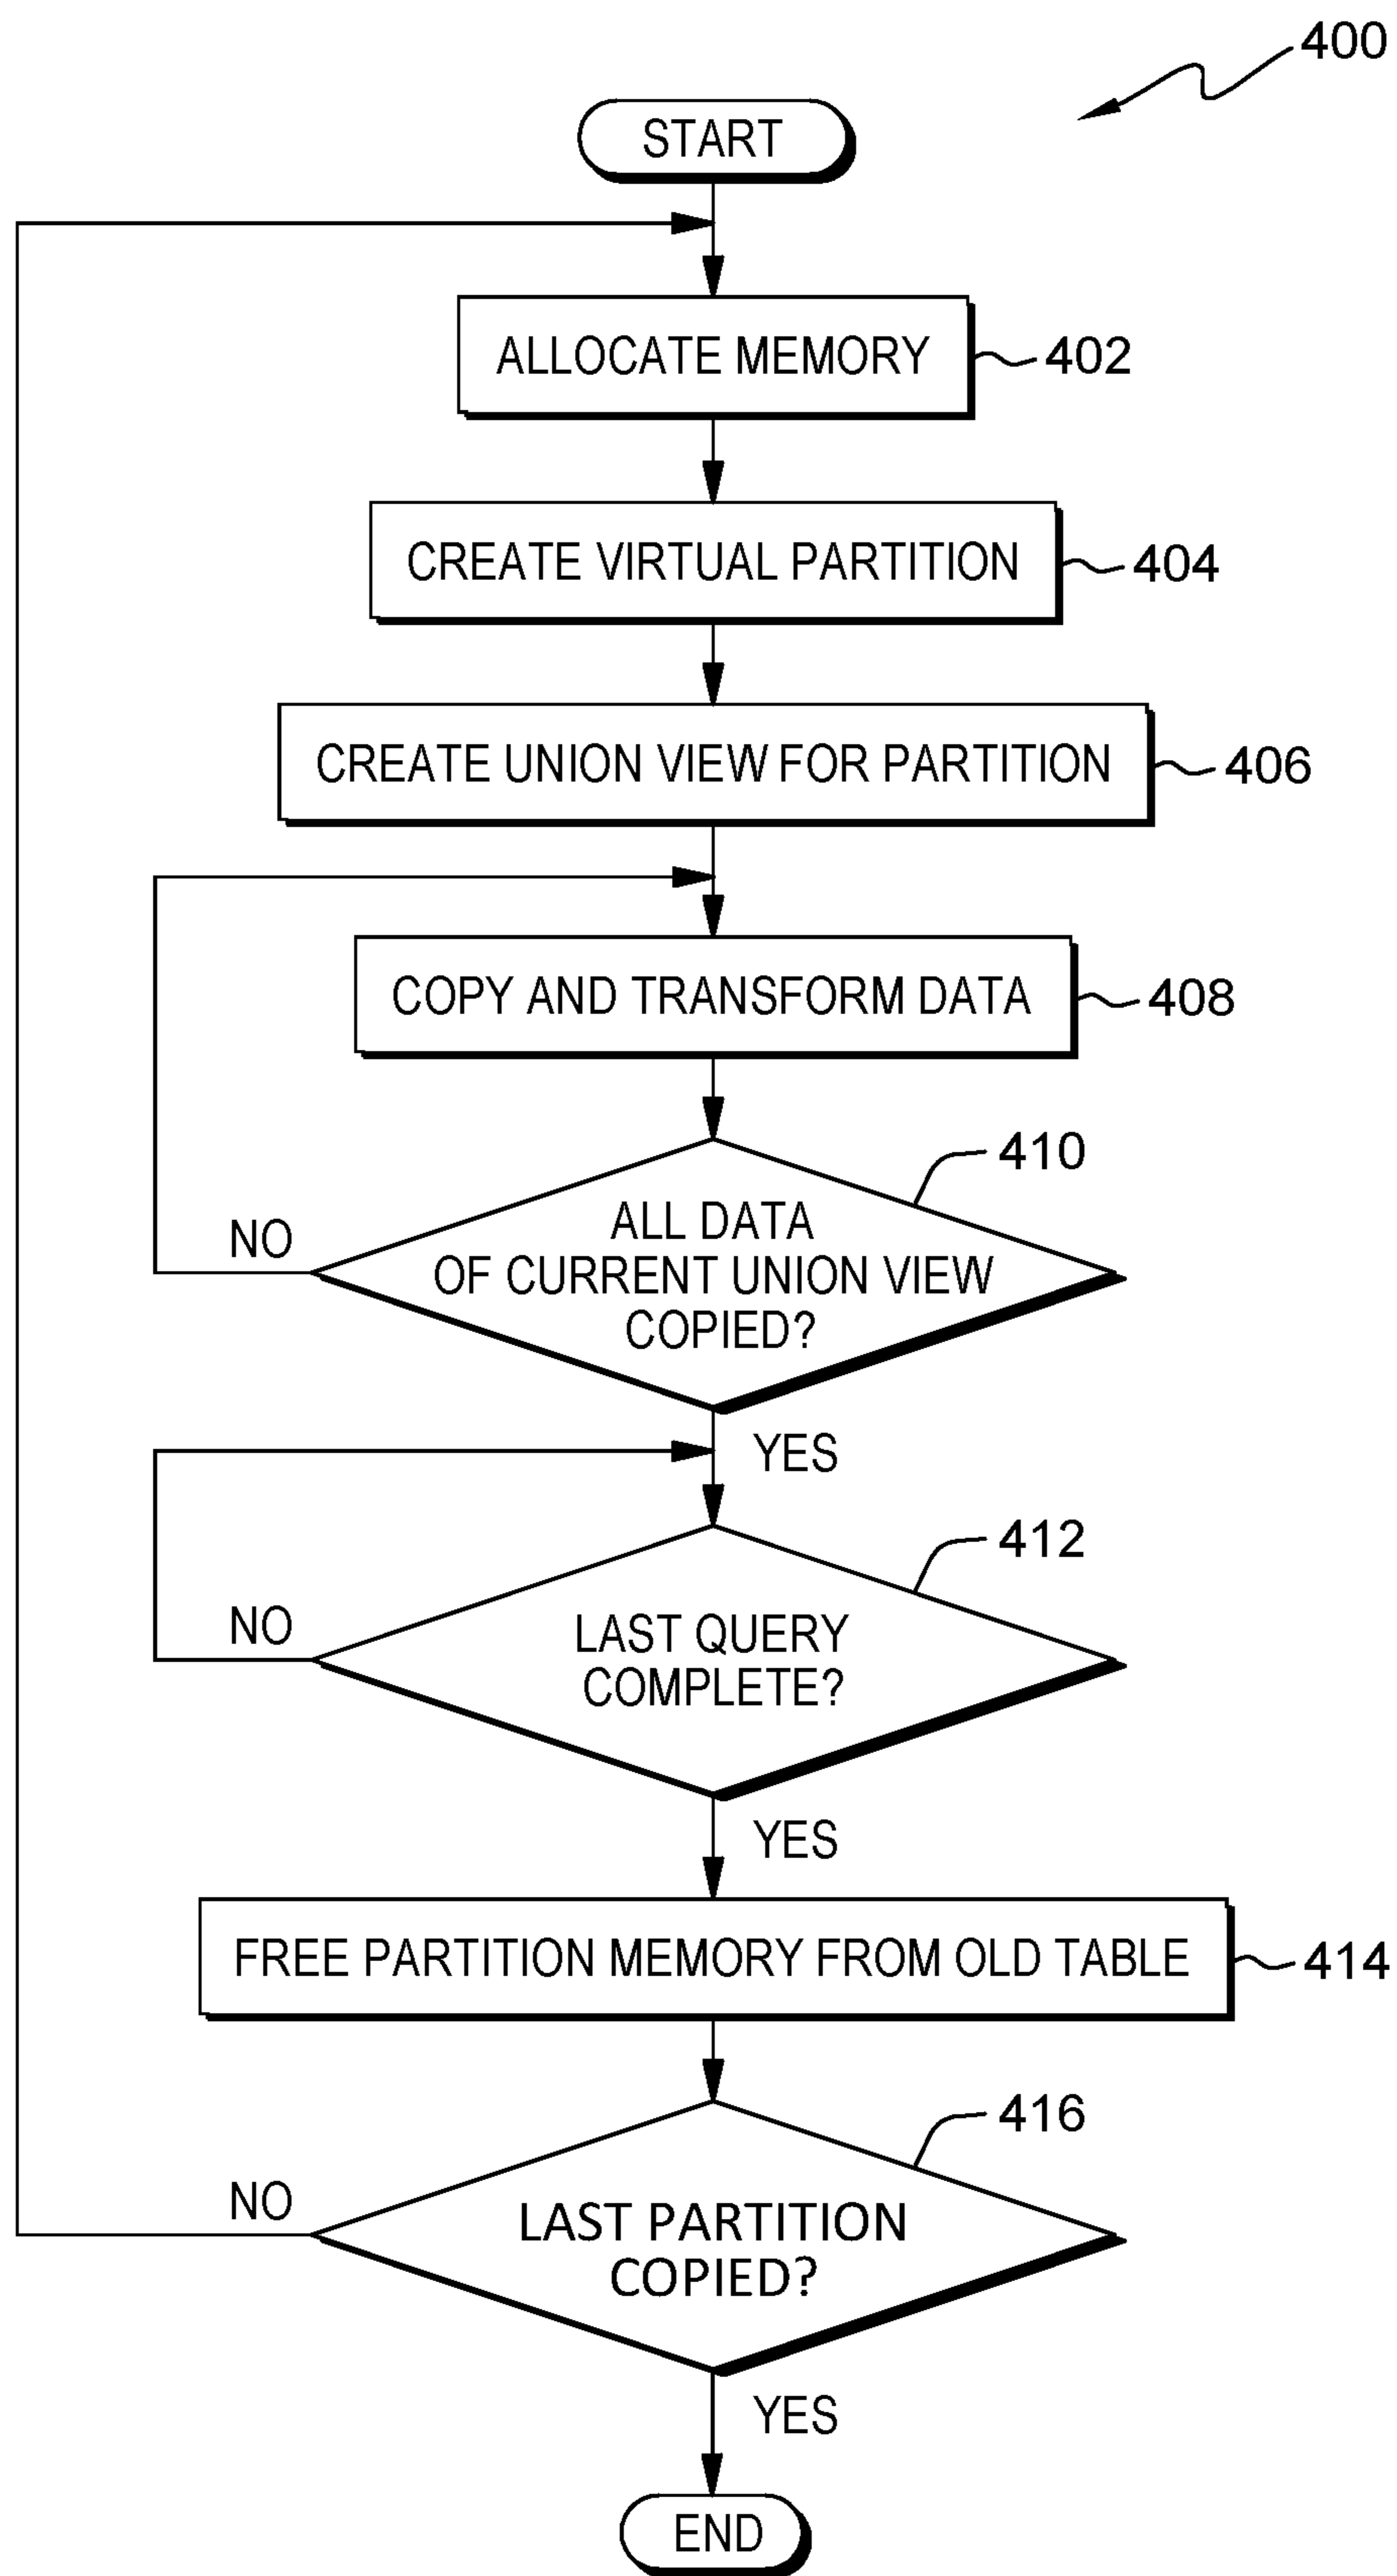 400
START
ALLOCATE MEMORY
402
CREATE VIRTUAL PARTITION
404
CREATE UNION VIEW FOR PARTITION
406
COPY AND TRANSFORM DATA
408
410
ALL DATA
OF CURRENT UNION VIEW
COPIED?
NO
YES
412
LAST QUERY
COMPLETE?
NO
YES
FREE PARTITION MEMORY FROM OLD TABLE
414
416
LAST PARTITION
COPIED?
NO
YES
END